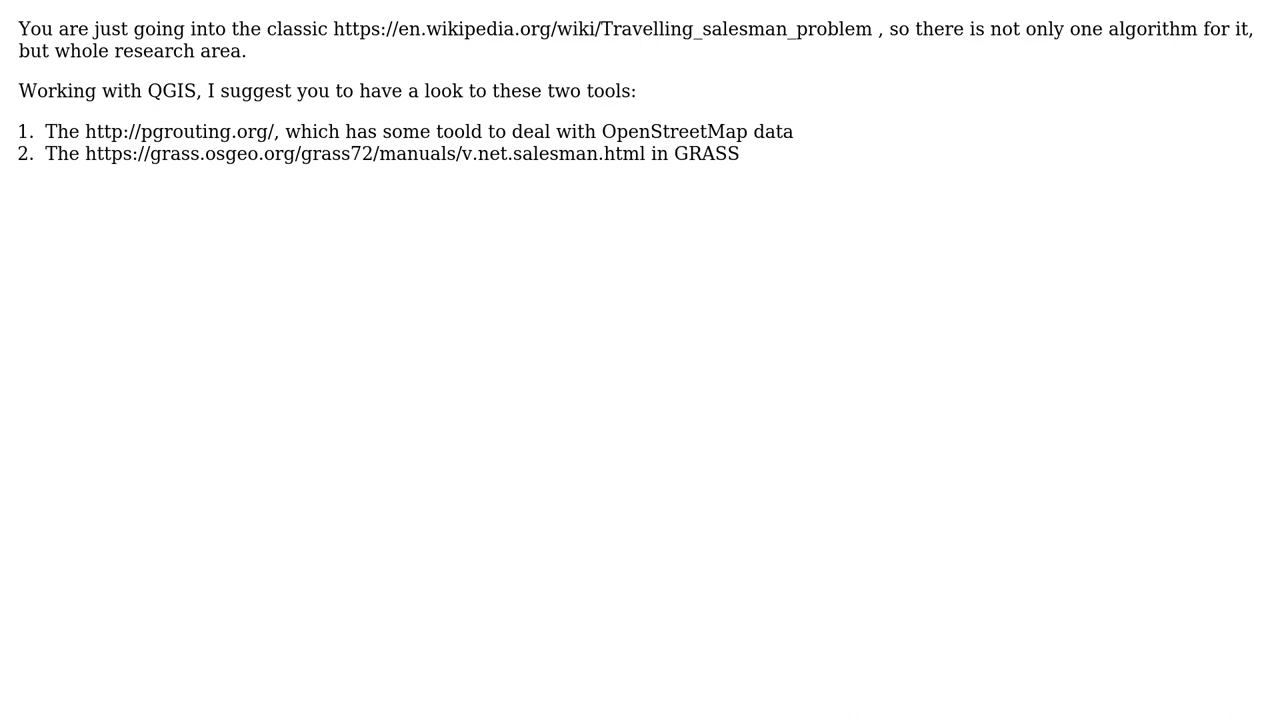 You are just going into the classic https://en.wikipedia.org/wiki/Travelling_salesman_problem , so there is not only one algorithm for it,
but whole research area.
Working with QGIS, I suggest you to have a look to these two tools:
1. The http://pgrouting.org/, which has some toold to deal with OpenStreetMap data
2. The https://grass.osgeo.org/grass72/manuals/v.net.salesman.html in GRASS